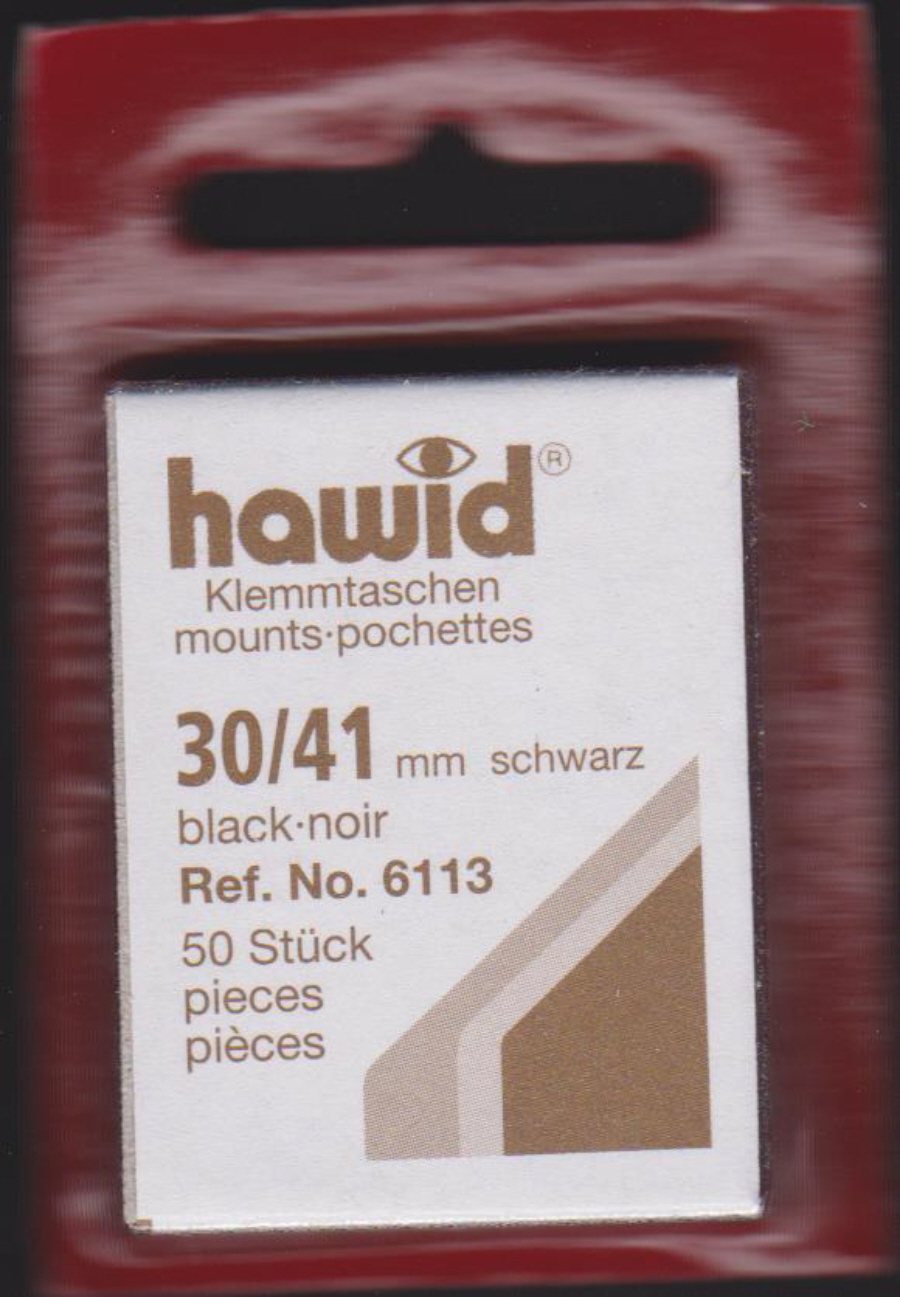 hawid®
Klemmtaschen
mounts·pochettes
30/41 mm schwarz
black·noir
Ref. No. 6113
50 Stück
pieces
pièces